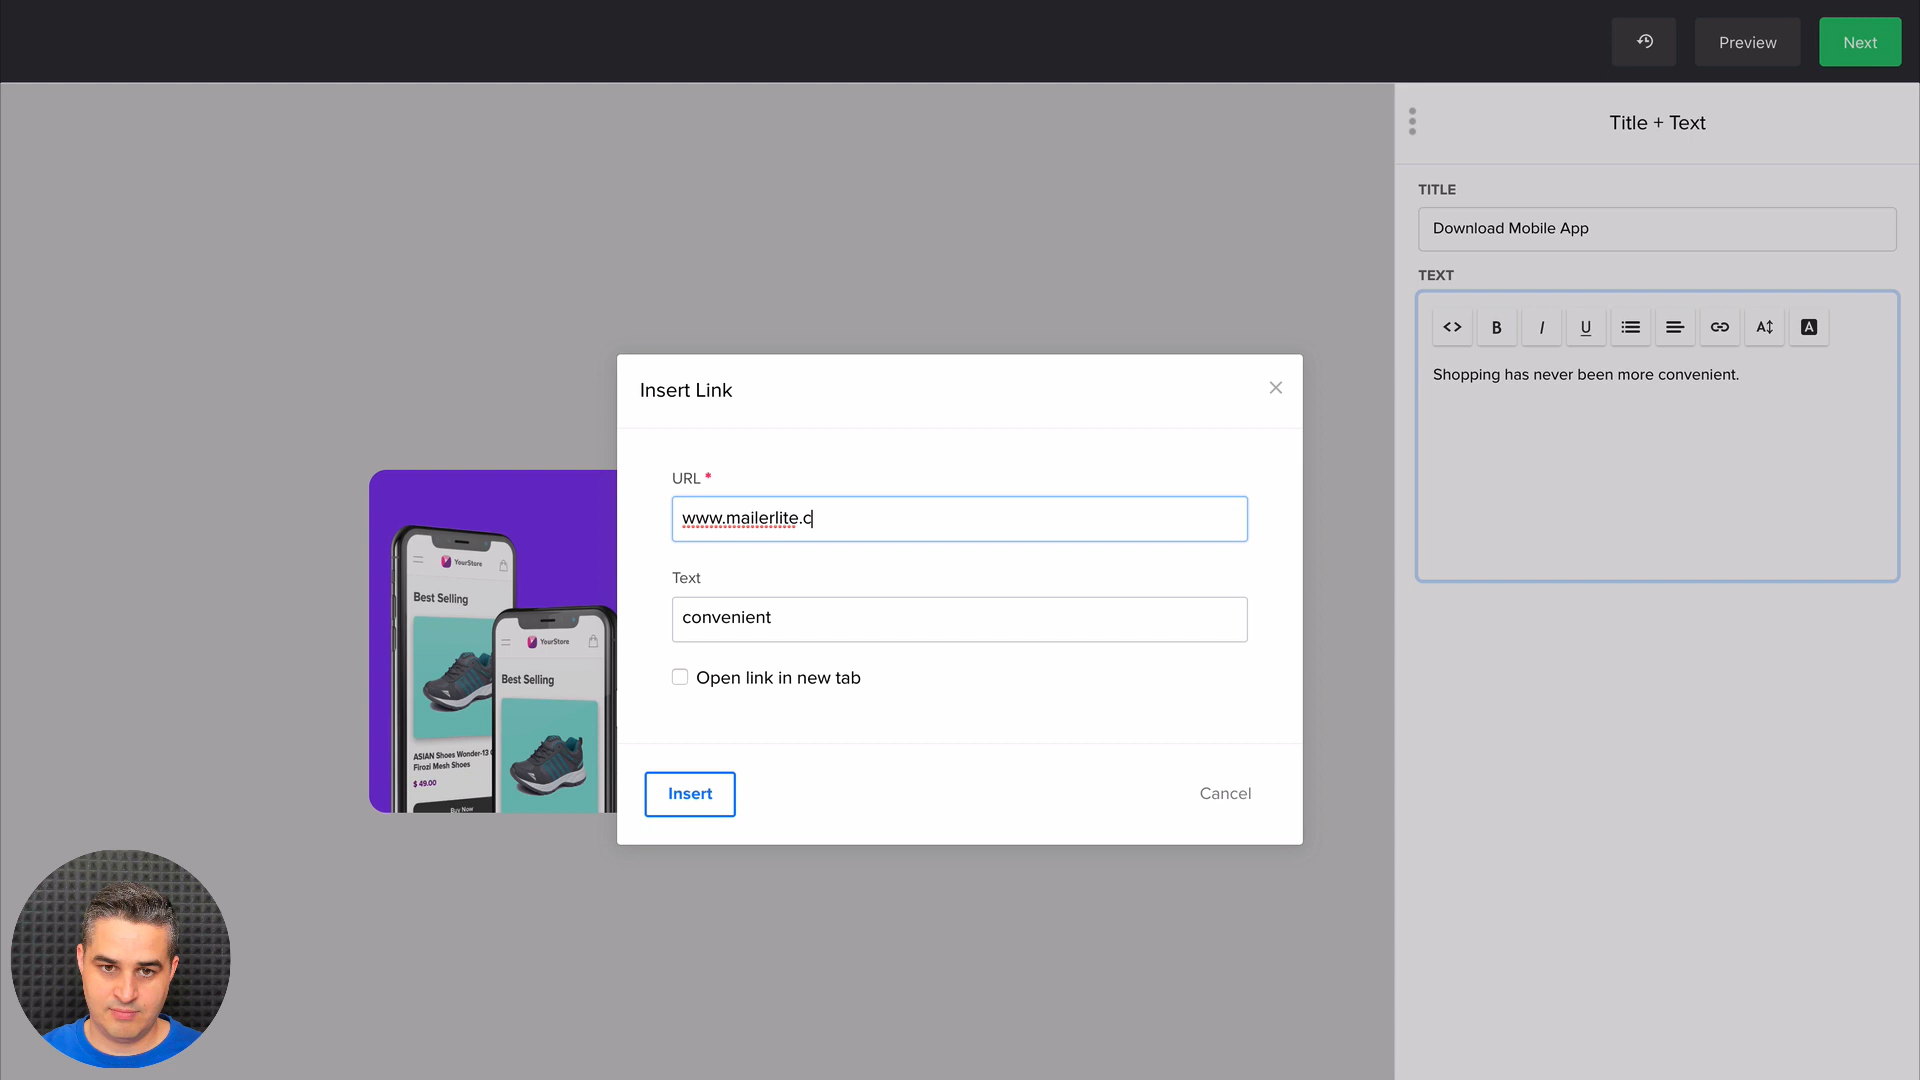 Preview
Next
Title + Text
TITLE
Download Mobile App
TEXT
B I U A A
Shopping has never been more convenient.
Insert Link
URL *
www.mailerlite.c
Text
convenient
Open link in new tab
Insert
Cancel
YourStore
Best Selling
ASIAN Shoes Wonder-13
Firozi Mesh Shoes
$ 49.00
Buy Now
YourStore
Best Selling